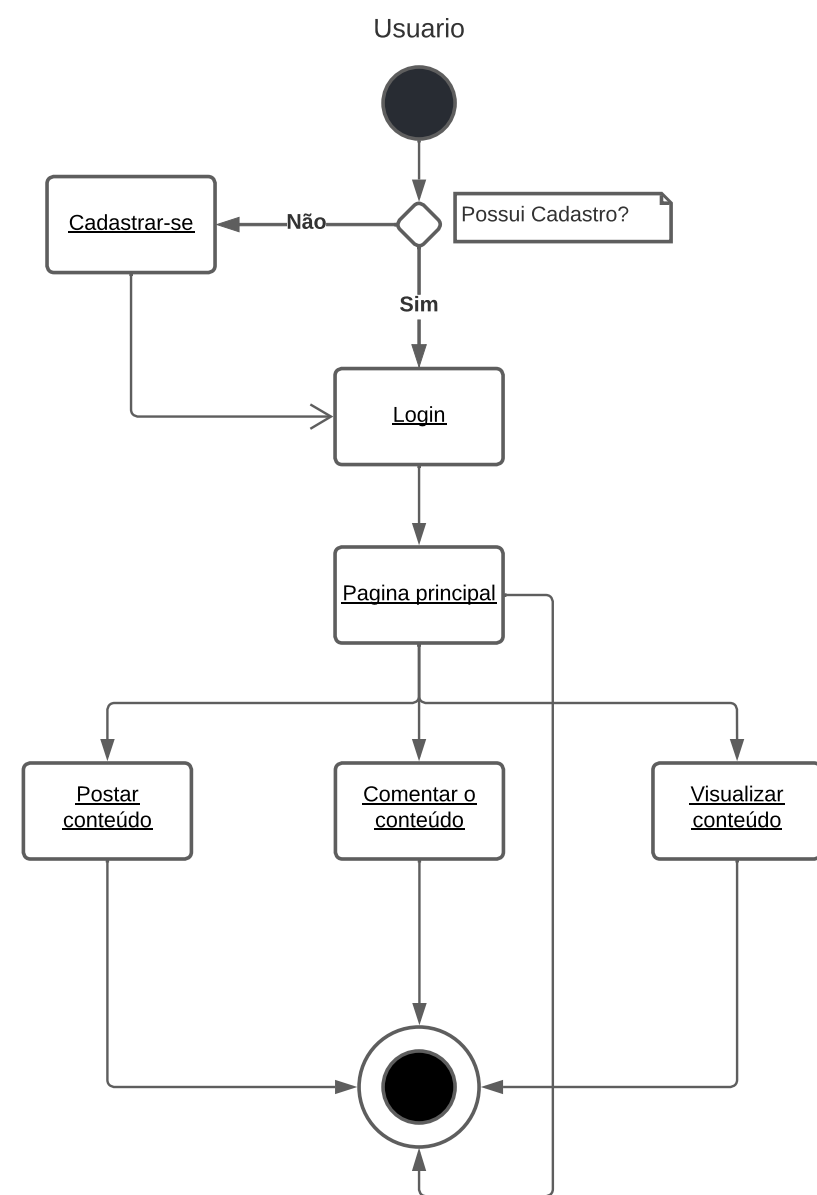 Usuario
Possui Cadastro?
Cadastrar-se
Não
Sim
Login
Pagina principal
Postar
conteúdo
Comentar o
conteúdo
Visualizar
conteúdo